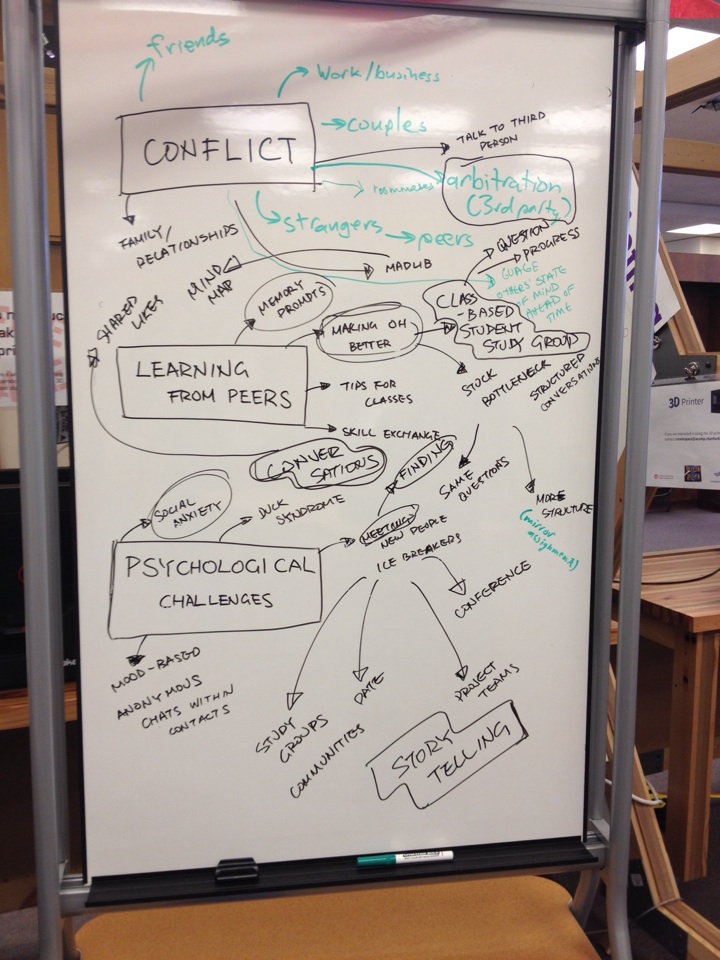 friends
Work/business
couples
CONFLICT
TALK TO THIRD
PERSON
roommates
arbitration
(3rd party)
FAMILY/
RELATIONSHIPS
strangers
peers
QUESTION
PROGRESS
MIND
MAP
MADLIB
GUAGE
OTHERS STATE
OF MIND
AHEAD OF
TIME
SHARED
LIKES
MEMORY
PROMPTS
MAKING OH
BETTER
CLASS
-BASED
STUDENT
STUDY GROUP
LEARNING
FROM PEERS
TIPS FOR
CLASSES
STUCK
BOTTLENECK
STRUCTURED
CONVERSATIONS
SKILL EXCHANGE
CONVER
SATIONS
FINDING
SAME
QUESTIONS
MORE
STRUCTURE
(mirror
assignments)
SOCIAL
ANXIETY
DUCK
SYNDROME
MEETING
NEW PEOPLE
ICE BREAKERS
PSYCHOLOGICAL
CHALLENGES
CONFERENCE
MOOD-BASED
ANONYMOUS
CHATS WITHIN
CONTACTS
STUDY
GROUPS
COMMUNITIES
DATE
PROJECT
TEAMS
STORY
TELLING
3D Printer